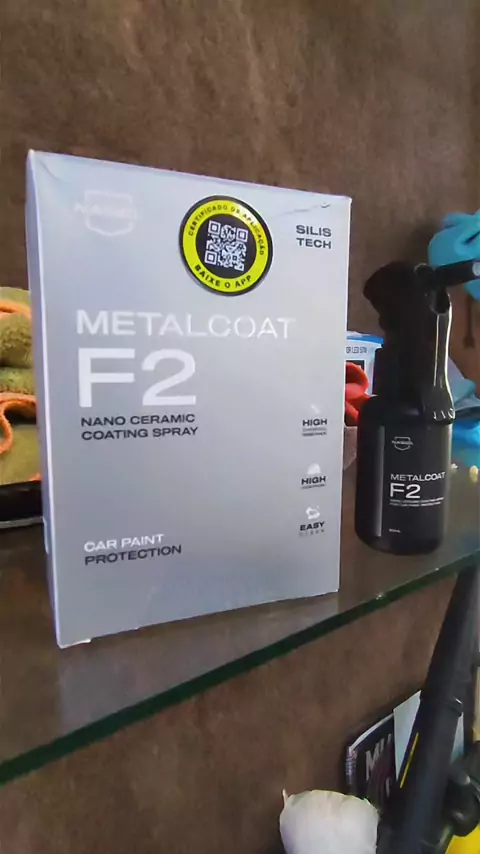 CERTIFICADO DE APLICAÇÃO
BAIXE O APP
SILIS
TECH
METALCOAT
F2
NANO CERAMIC
COATING SPRAY
HIGH
HIGH
EASY
CLEAN
CAR PAINT
PROTECTION
METALCOAT
F2